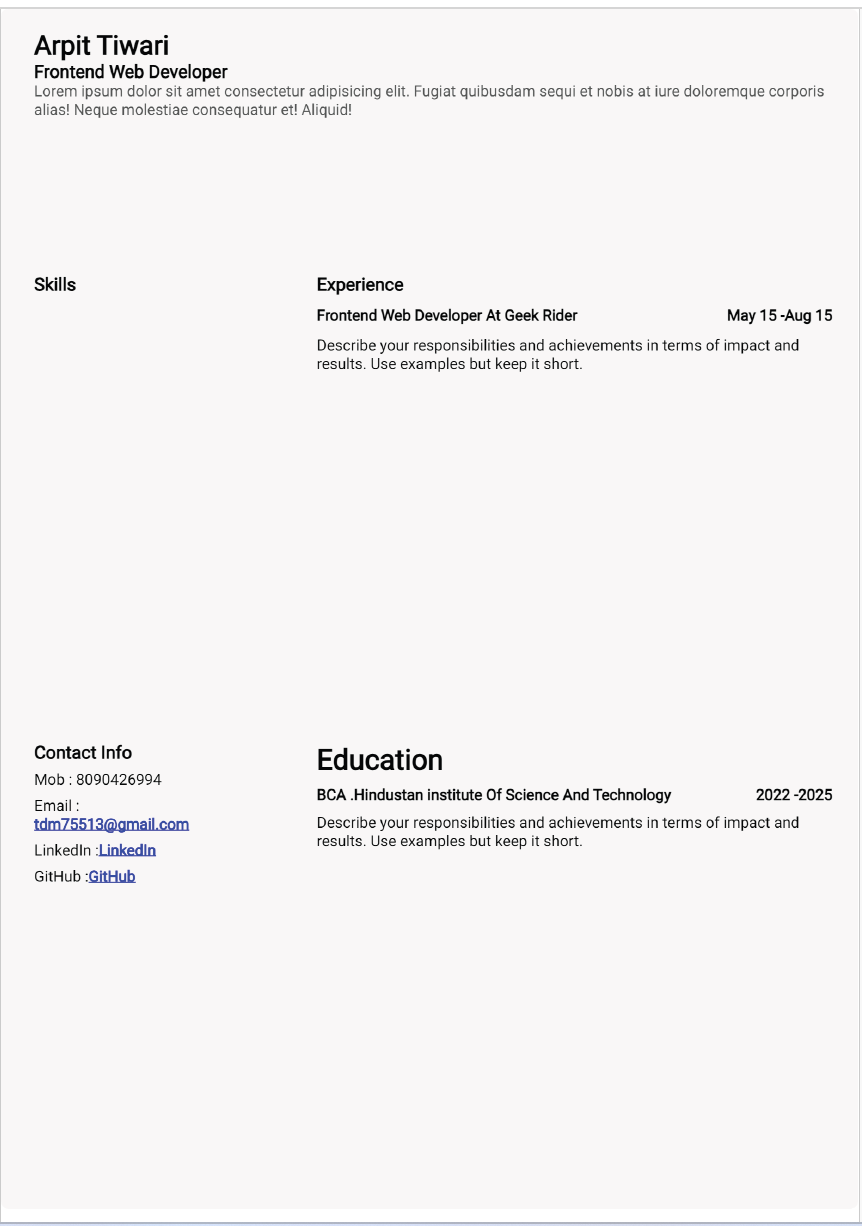 Arpit Tiwari
Frontend Web Developer
Lorem ipsum dolor sit amet consectetur adipisicing elit. Fugiat quibusdam sequi et nobis at iure doloremque corporis
alias! Neque molestiae consequatur et! Aliquid!
Skills
Experience
Frontend Web Developer At Geek Rider May 15 -Aug 15
Describe your responsibilities and achievements in terms of impact and
results. Use examples but keep it short.
Contact Info
Mob : 8090426994
Email :
tdm75513@gmail.com
LinkedIn :LinkedIn
GitHub :GitHub
Education
BCA .Hindustan institute Of Science And Technology 2022 -2025
Describe your responsibilities and achievements in terms of impact and
results. Use examples but keep it short.